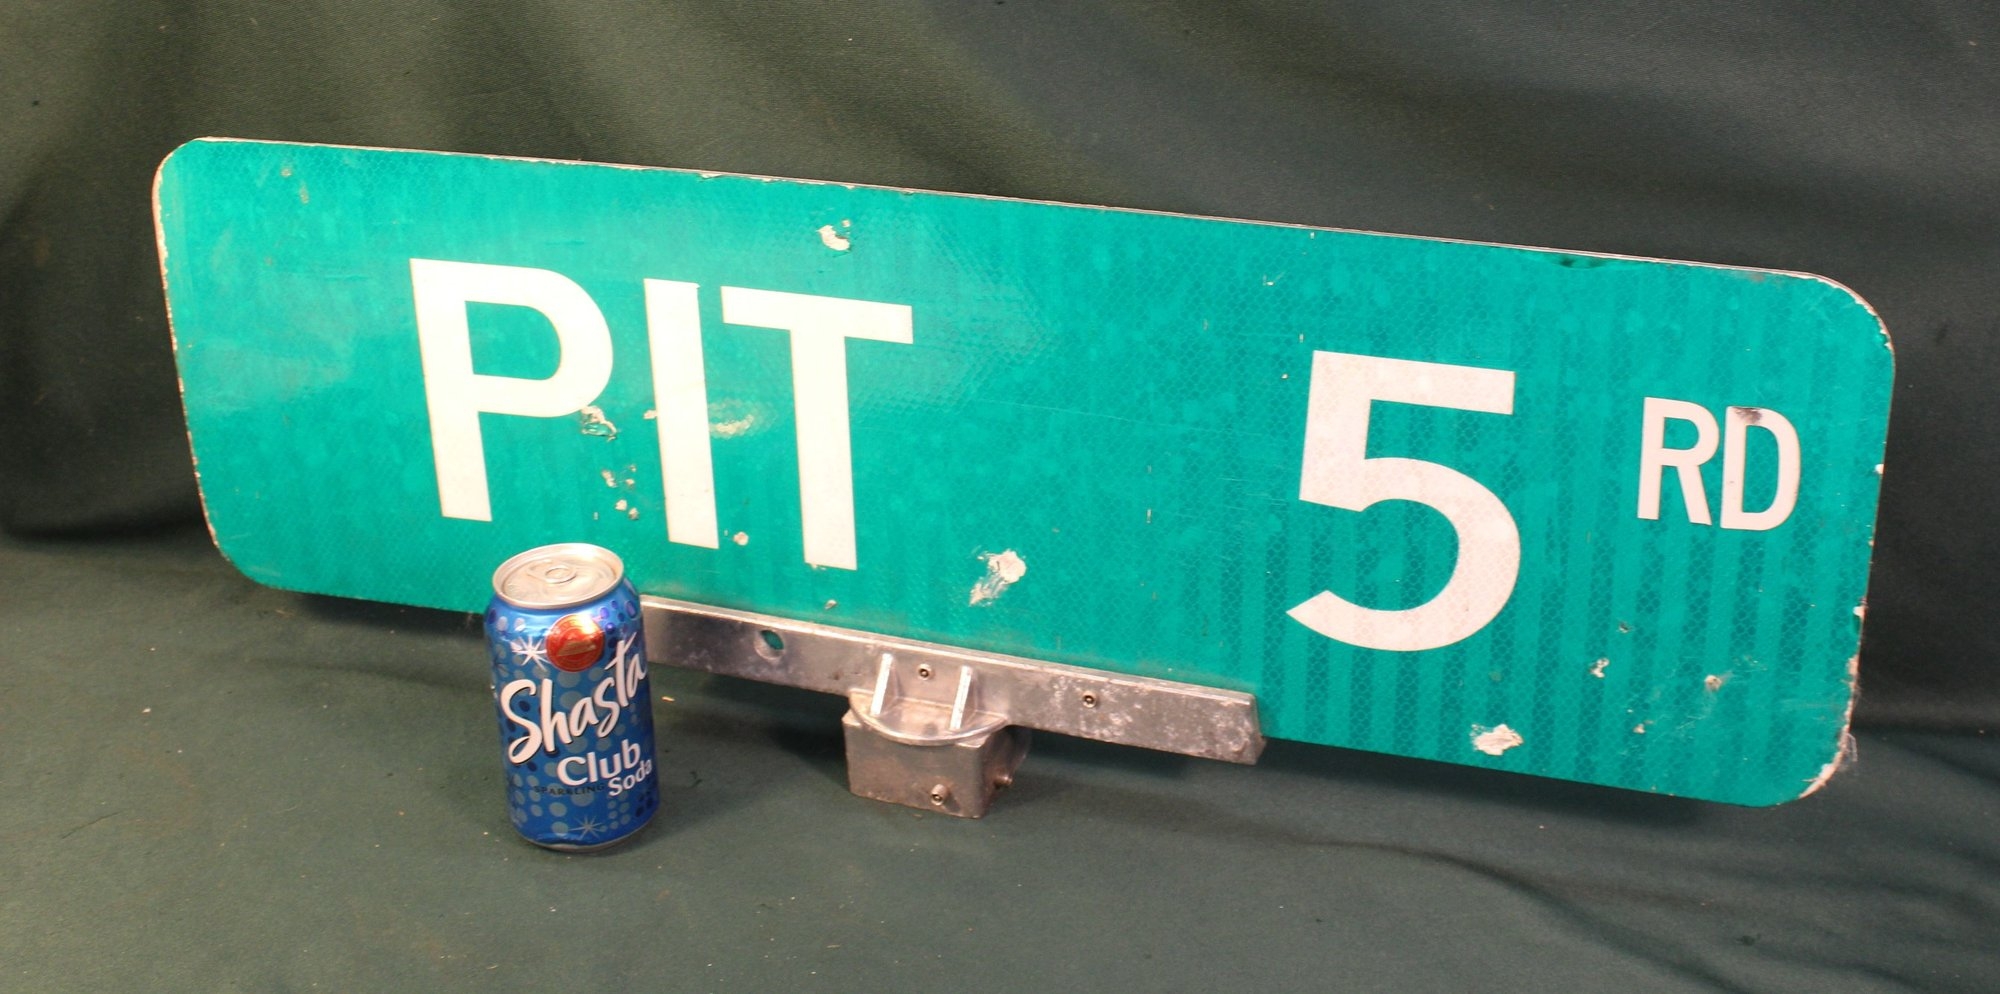 PIT 5 RD
Shasta
Club
SPARKLING Soda